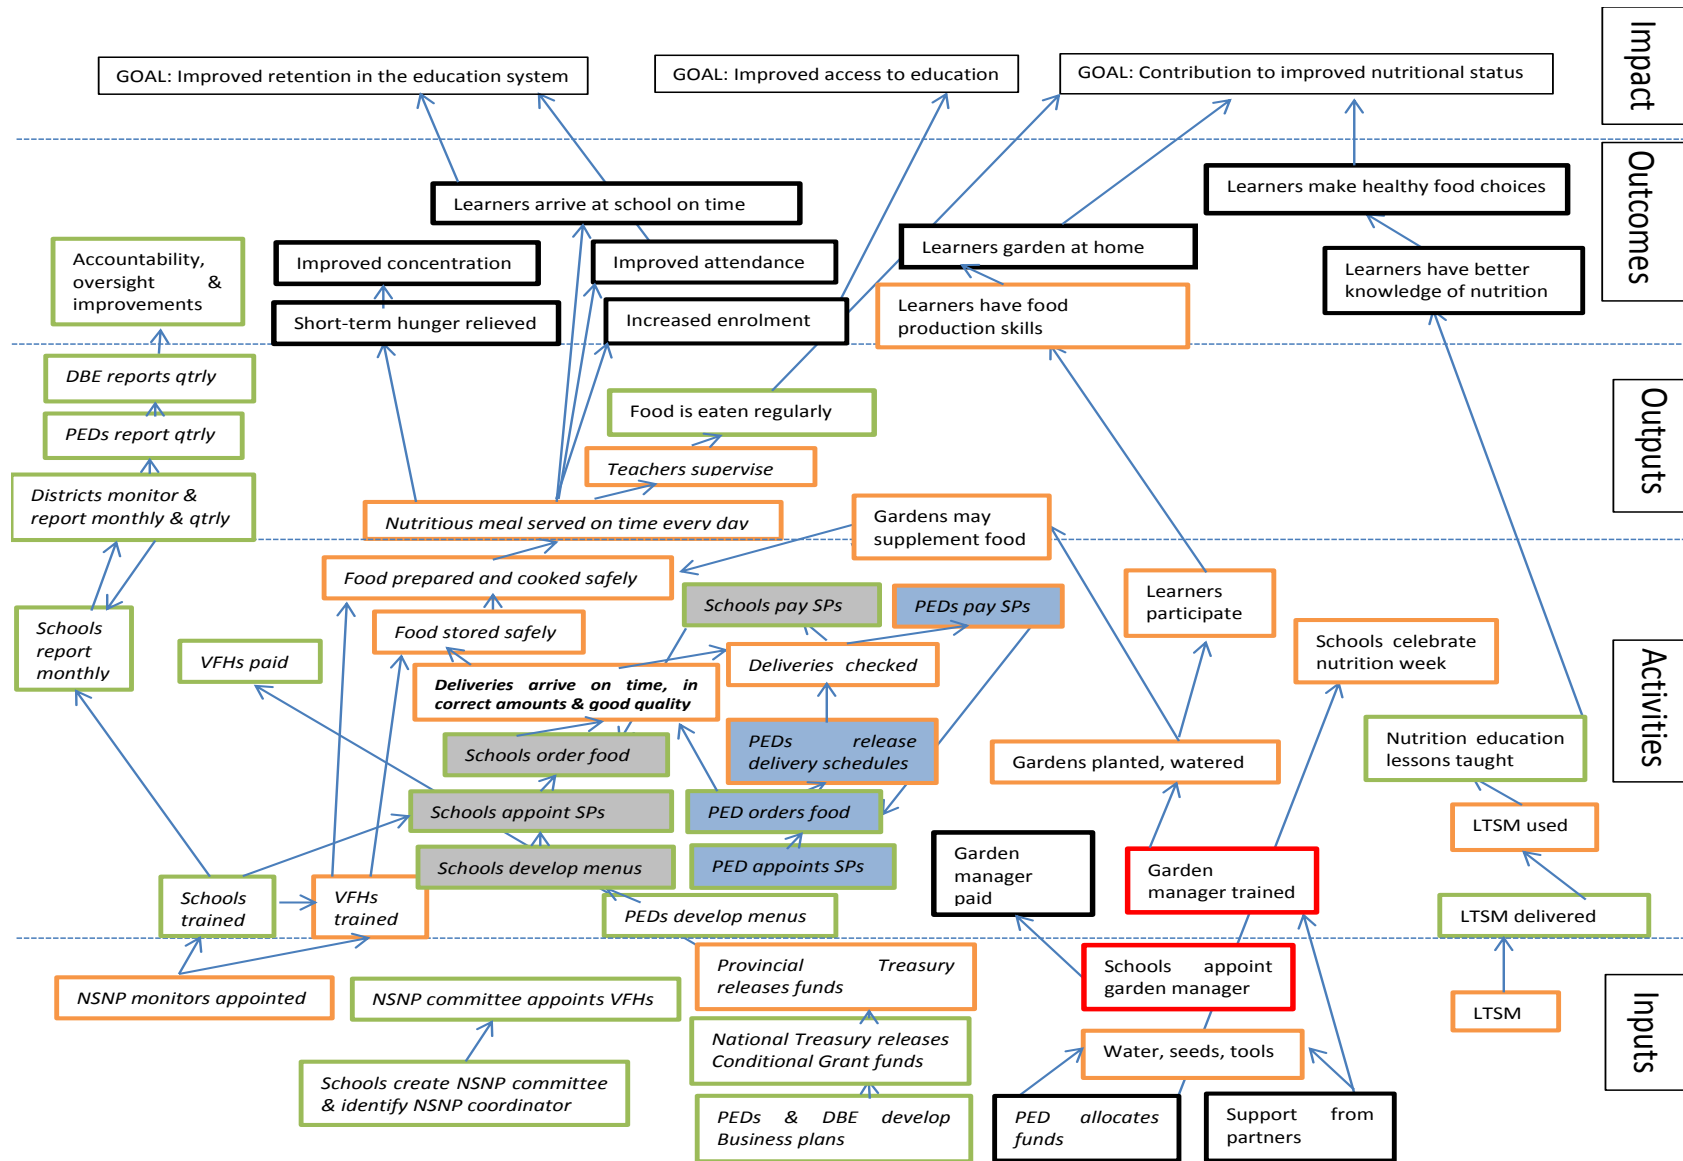 Impact
GOAL: Improved retention in the education system
GOAL: Improved access to education
GOAL: Contribution to improved nutritional status
Outcomes
Learners arrive at school on time
Learners make healthy food choices
Accountability,
oversight &
improvements
Improved concentration
Improved attendance
Learners garden at home
Learners have better
knowledge of nutrition
Short-term hunger relieved
Increased enrolment
Learners have food
production skills
Outputs
DBE reports qtrly
PEDs report qtrly
Food is eaten regularly
Teachers supervise
Districts monitor &
report monthly & qtrly
Nutritious meal served on time every day
Gardens may
supplement food
Activities
Food prepared and cooked safely
Schools pay SPs
PEDs pay SPs
Learners
participate
Schools
report
monthly
VFHs paid
Food stored safely
Deliveries checked
Schools celebrate
nutrition week
Deliveries arrive on time, in
correct amounts & good quality
Schools order food
PEDs release
delivery schedules
Gardens planted, watered
Nutrition education
lessons taught
Schools appoint SPs
PED orders food
LTSM used
Schools develop menus
PED appoints SPs
Garden
manager
paid
Garden
manager trained
Schools
trained
VFHs
trained
PEDs develop menus
LTSM delivered
Inputs
NSNP monitors appointed
NSNP committee appoints VFHs
Provincial Treasury
releases funds
Schools appoint
garden manager
LTSM
National Treasury releases
Conditional Grant funds
Water, seeds, tools
Schools create NSNP committee
& identify NSNP coordinator
PEDs & DBE develop
Business plans
PED allocates
funds
Support from
partners